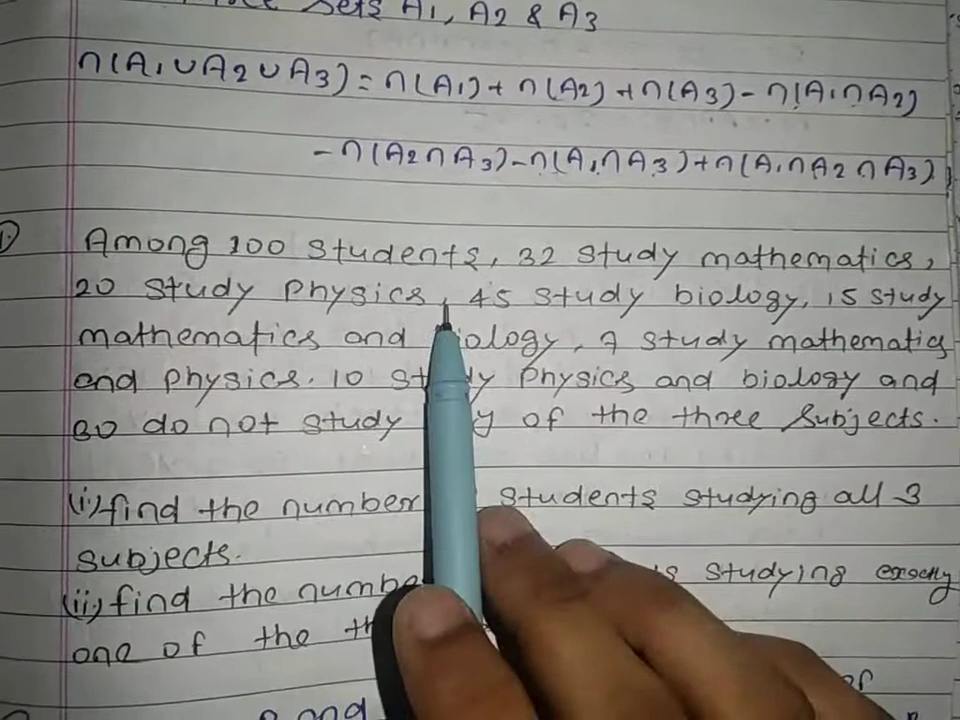 Sets A1, A2 & A3
n(A1∪A2∪A3) = n(A1) + n(A2) + n(A3) - n(A1∩A2)
- n(A2∩A3) - n(A1∩A3) + n(A1∩A2∩A3)
Among 100 students, 32 study mathematics,
20 study physics, 45 study biology, 15 study
mathematics and biology, 7 study mathematics
and physics. 10 study physics and biology and
30 do not study of the three subjects.
(i) find the number students studying all 3
subjects.
(ii) find the studying exactly
one of the
and or